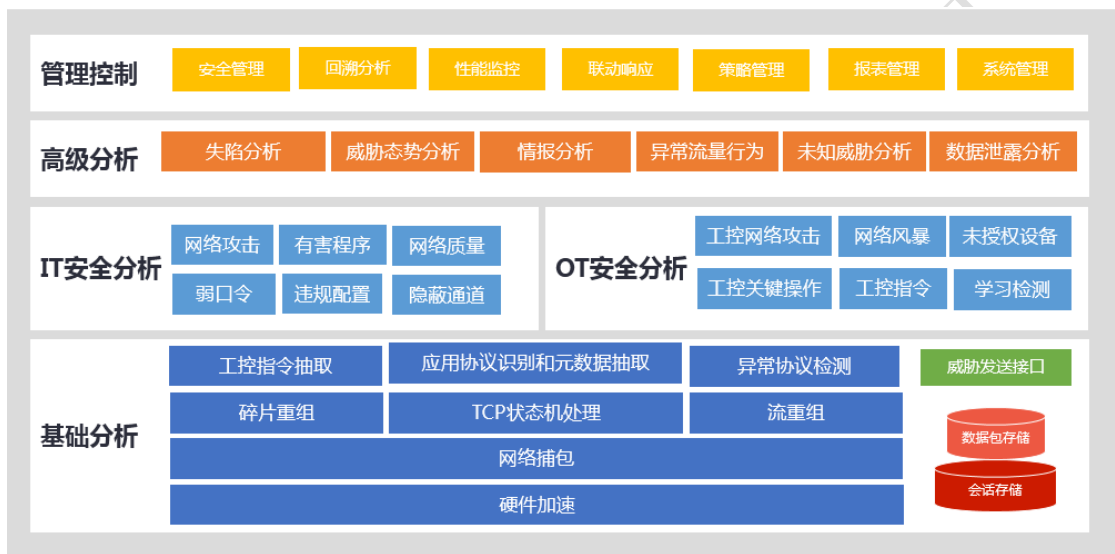 管理控制
安全管理
回溯分析
性能监控
联动响应
策略管理
报表管理
系统管理
高级分析
失陷分析
威胁态势分析
情报分析
异常流量行为
未知威胁分析
数据泄露分析
IT安全分析
网络攻击
有害程序
网络质量
弱口令
违规配置
隐蔽通道
OT安全分析
工控网络攻击
网络风暴
未授权设备
工控关键操作
工控指令
学习检测
基础分析
工控指令抽取
应用协议识别和元数据抽取
异常协议检测
威胁发送接口
碎片重组
TCP状态机处理
流重组
数据包存储
网络捕包
会话存储
硬件加速